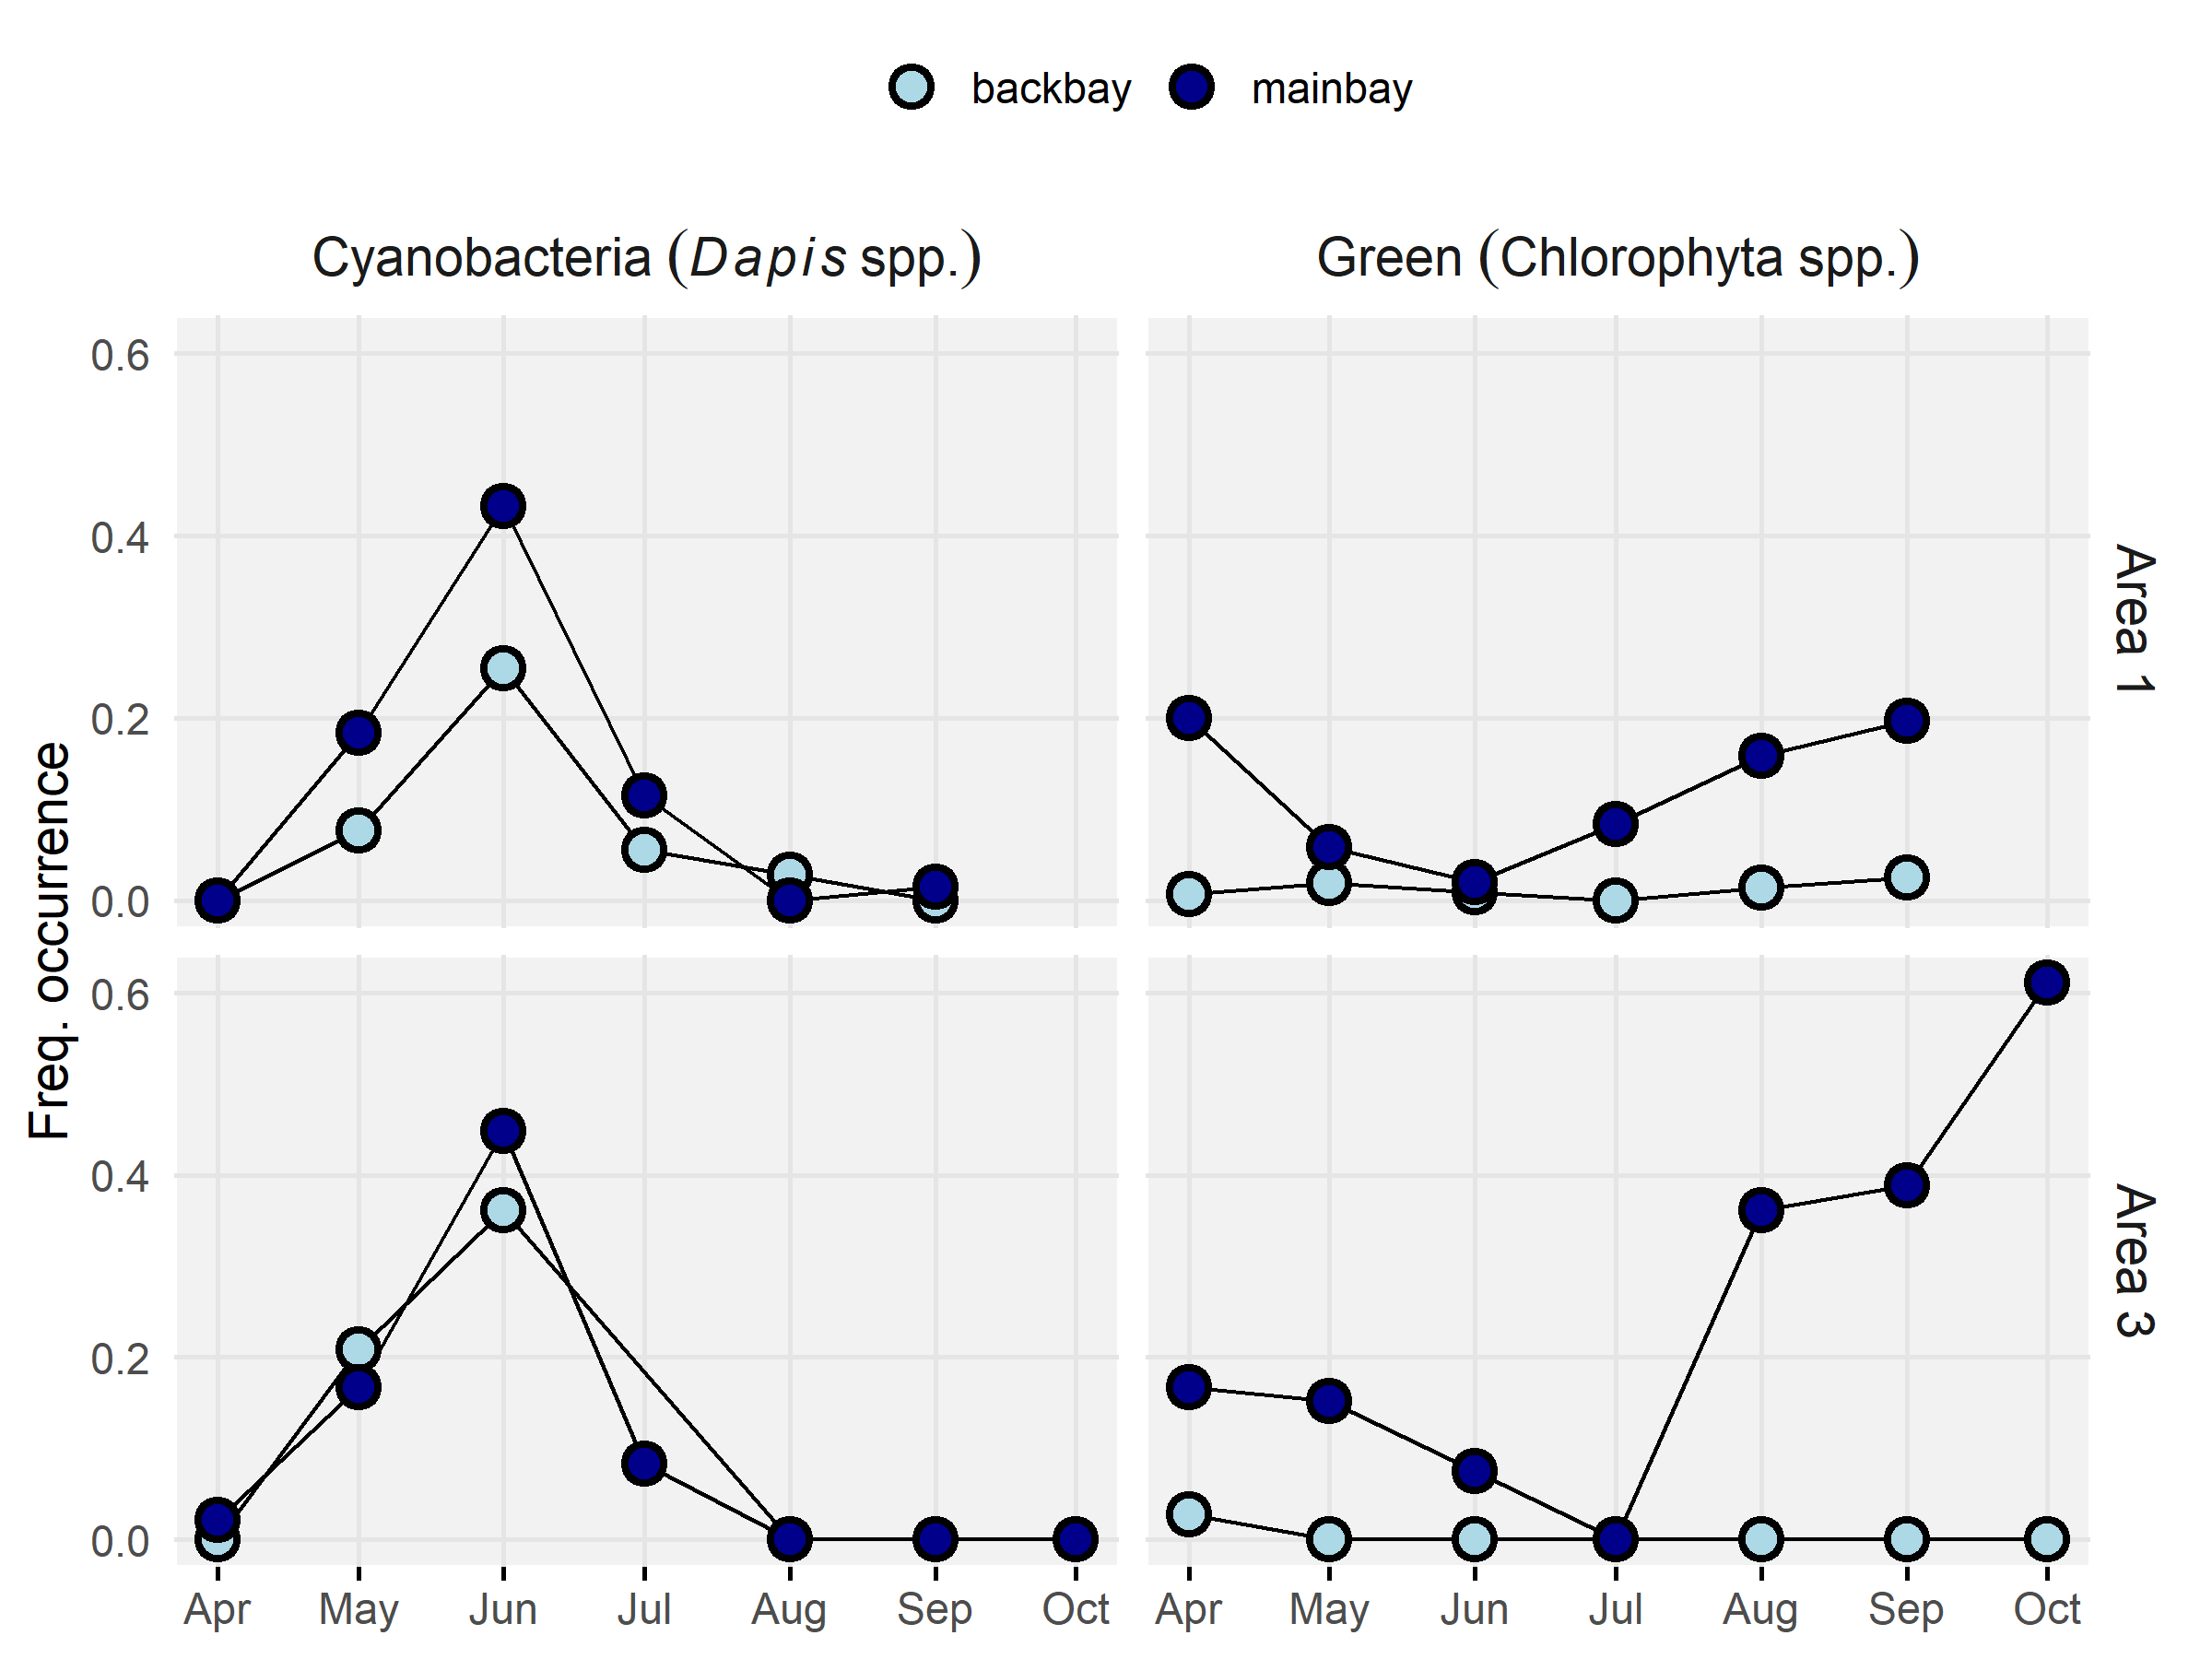 backbay mainbay
Cyanobacteria (Dapis spp.) Green (Chlorophyta spp.)
0.6
0.4
0.2
0.0
Area 1
Freq. occurrence
0.6
0.4
0.2
0.0
Area 3
Apr May Jun Jul Aug Sep Oct Apr May Jun Jul Aug Sep Oct